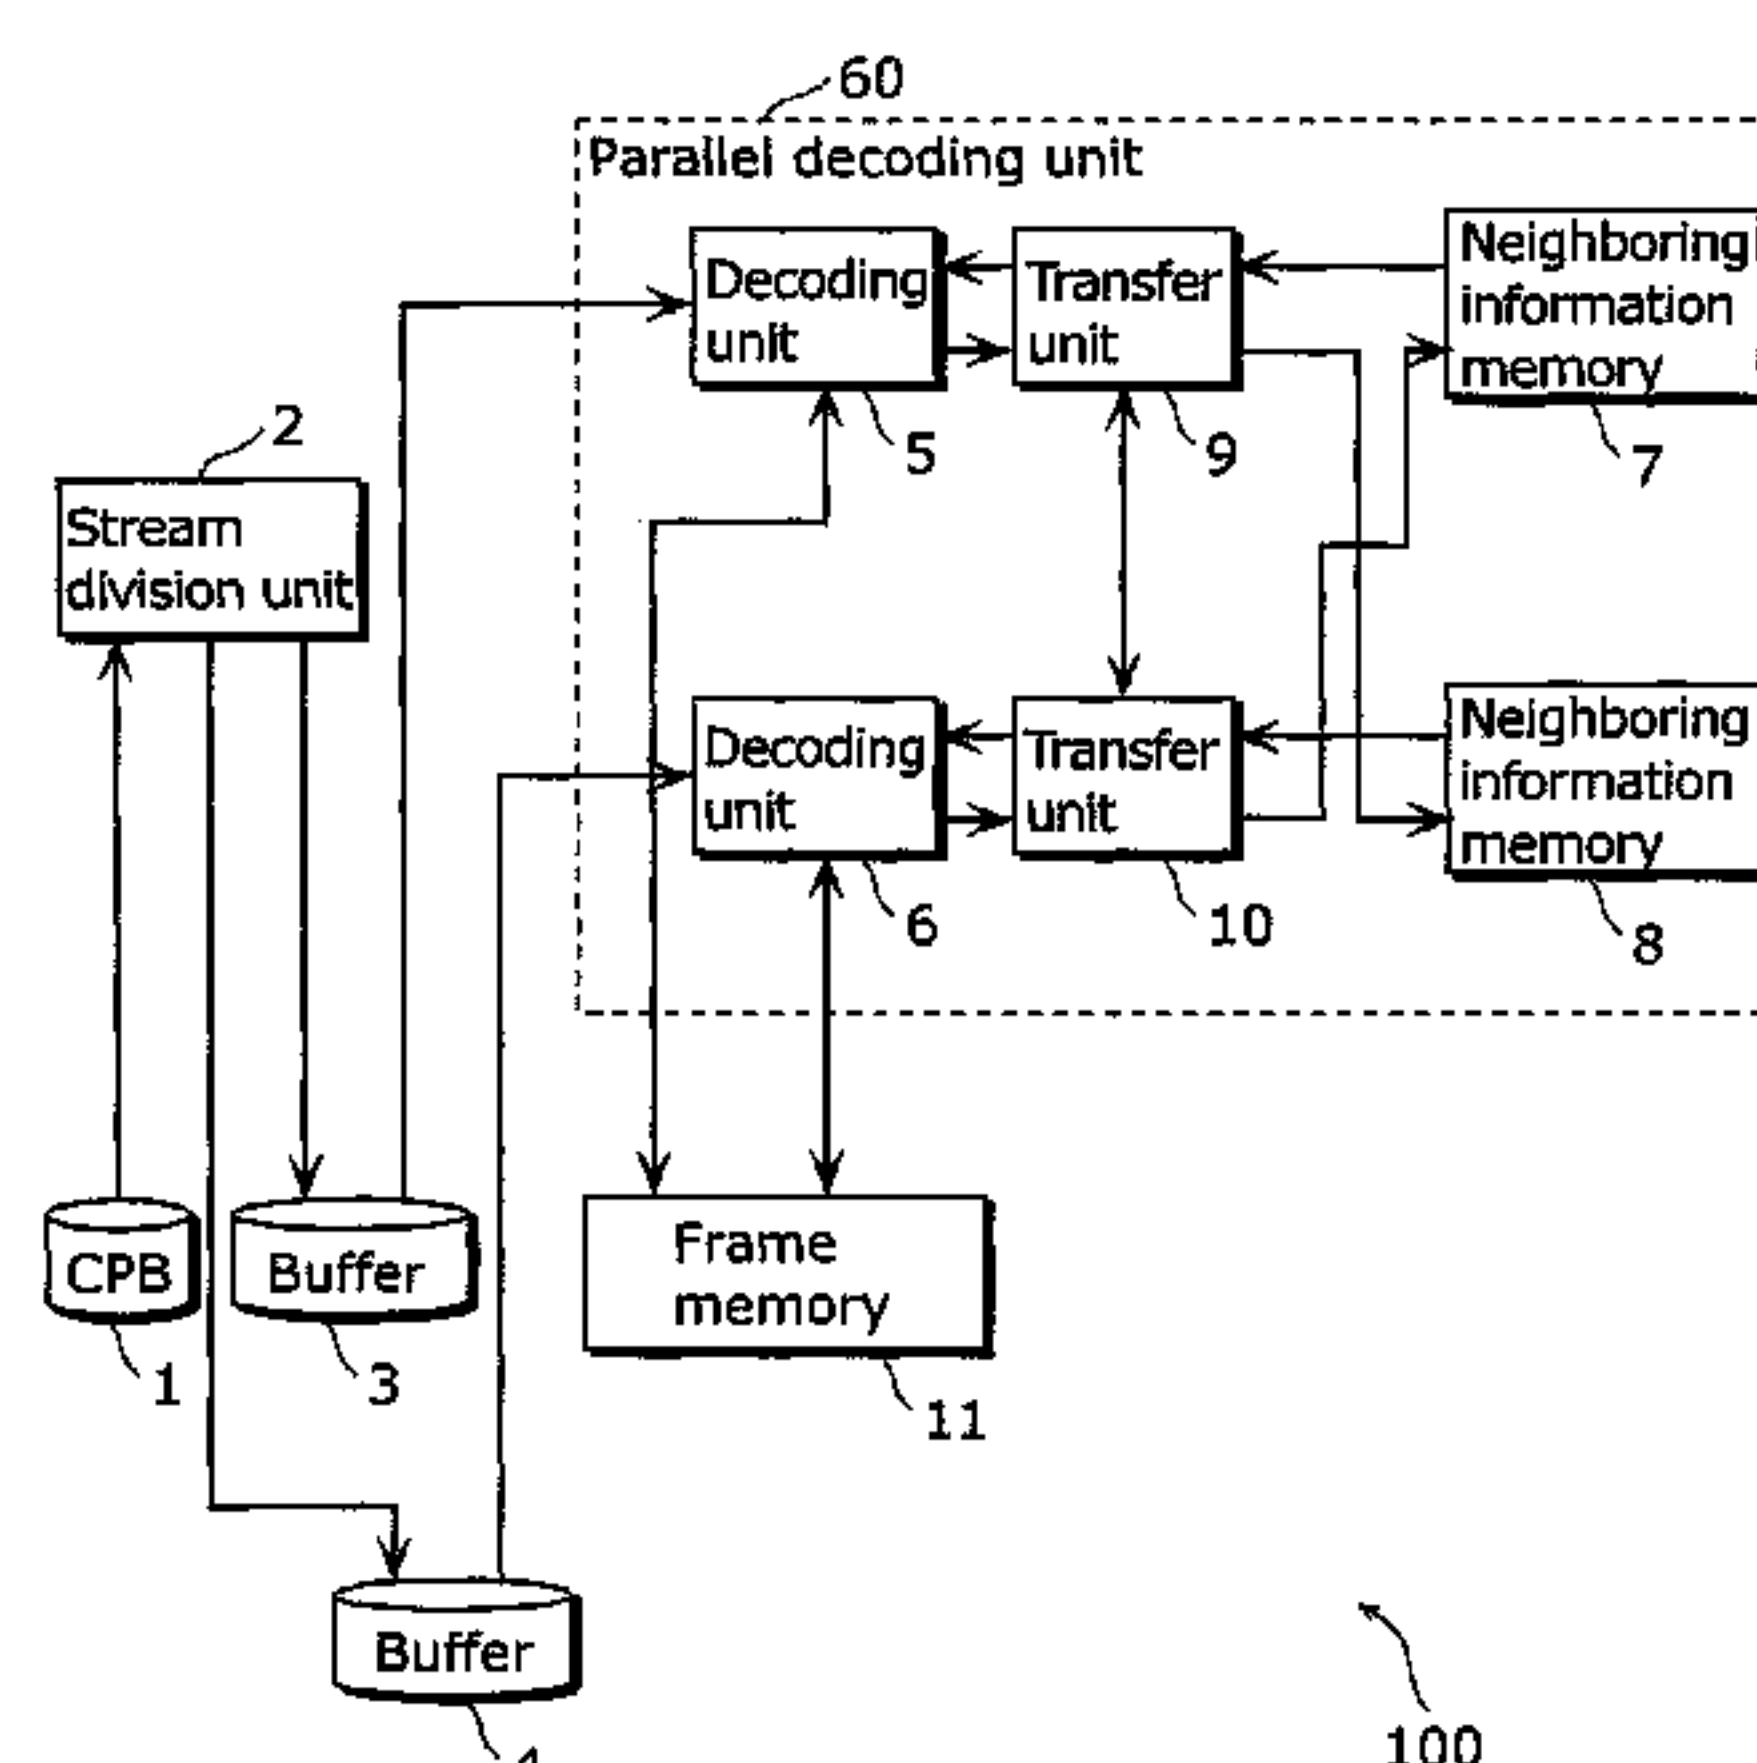 60
Parallel decoding unit
Decoding
unit
5
Transfer
unit
9
Neighboring
information
memory
7
2
Stream
division unit
Decoding
unit
6
Transfer
unit
10
Neighboring
information
memory
8
CPB
1
Buffer
3
Frame
memory
11
Buffer
100